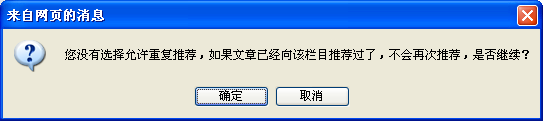 来自网页的消息
您没有选择允许重复推荐，如果文章已经向该栏目推荐过了，不会再次推荐，是否继续？
确定 取消